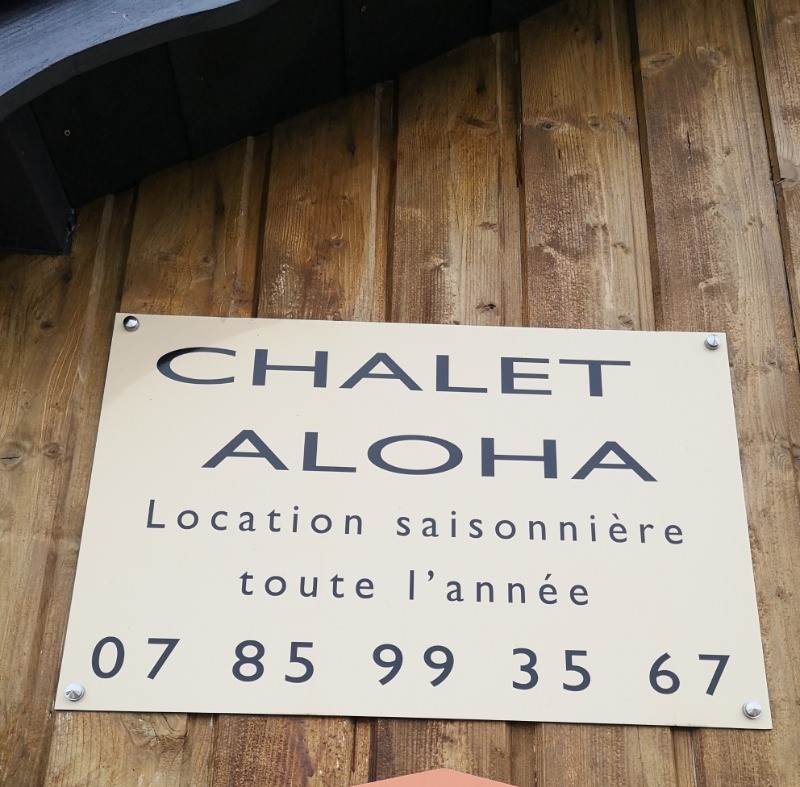 CHALET
ALOHA
Location saisonnière
toute l'année
07 85 99 35 67